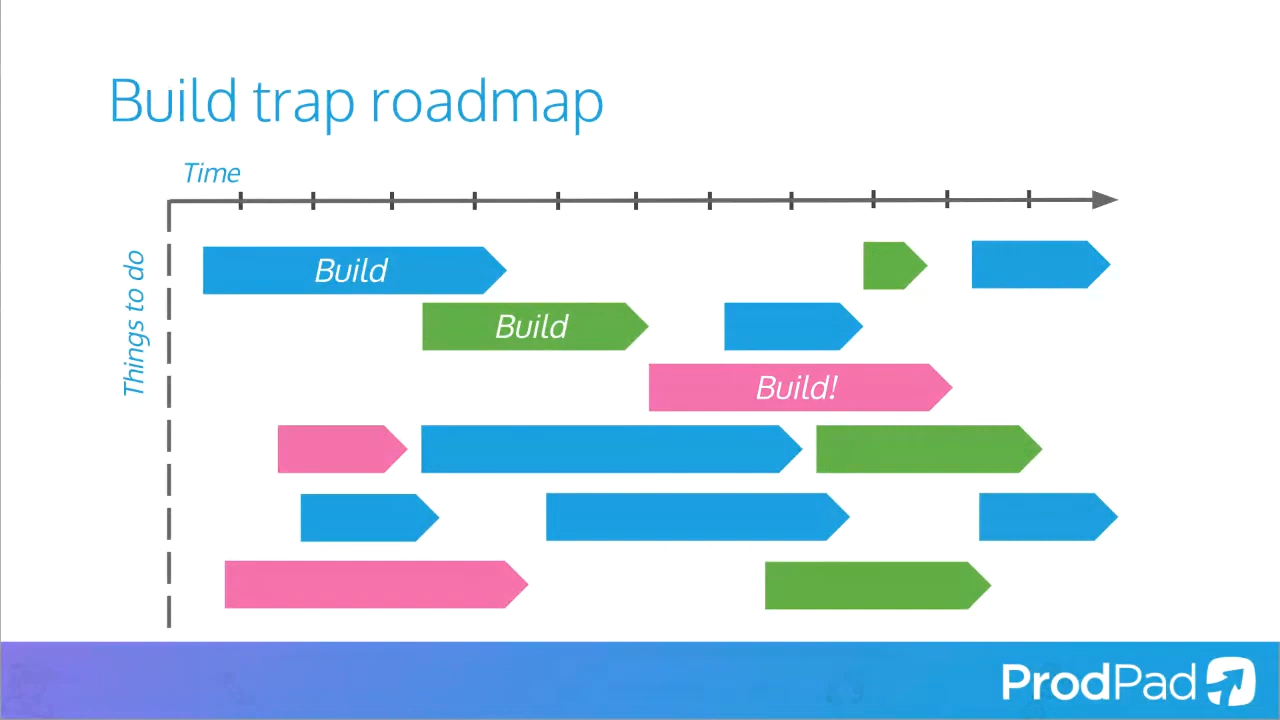 Build trap roadmap
Time
Things to do
Build
Build
Build!
ProdPad